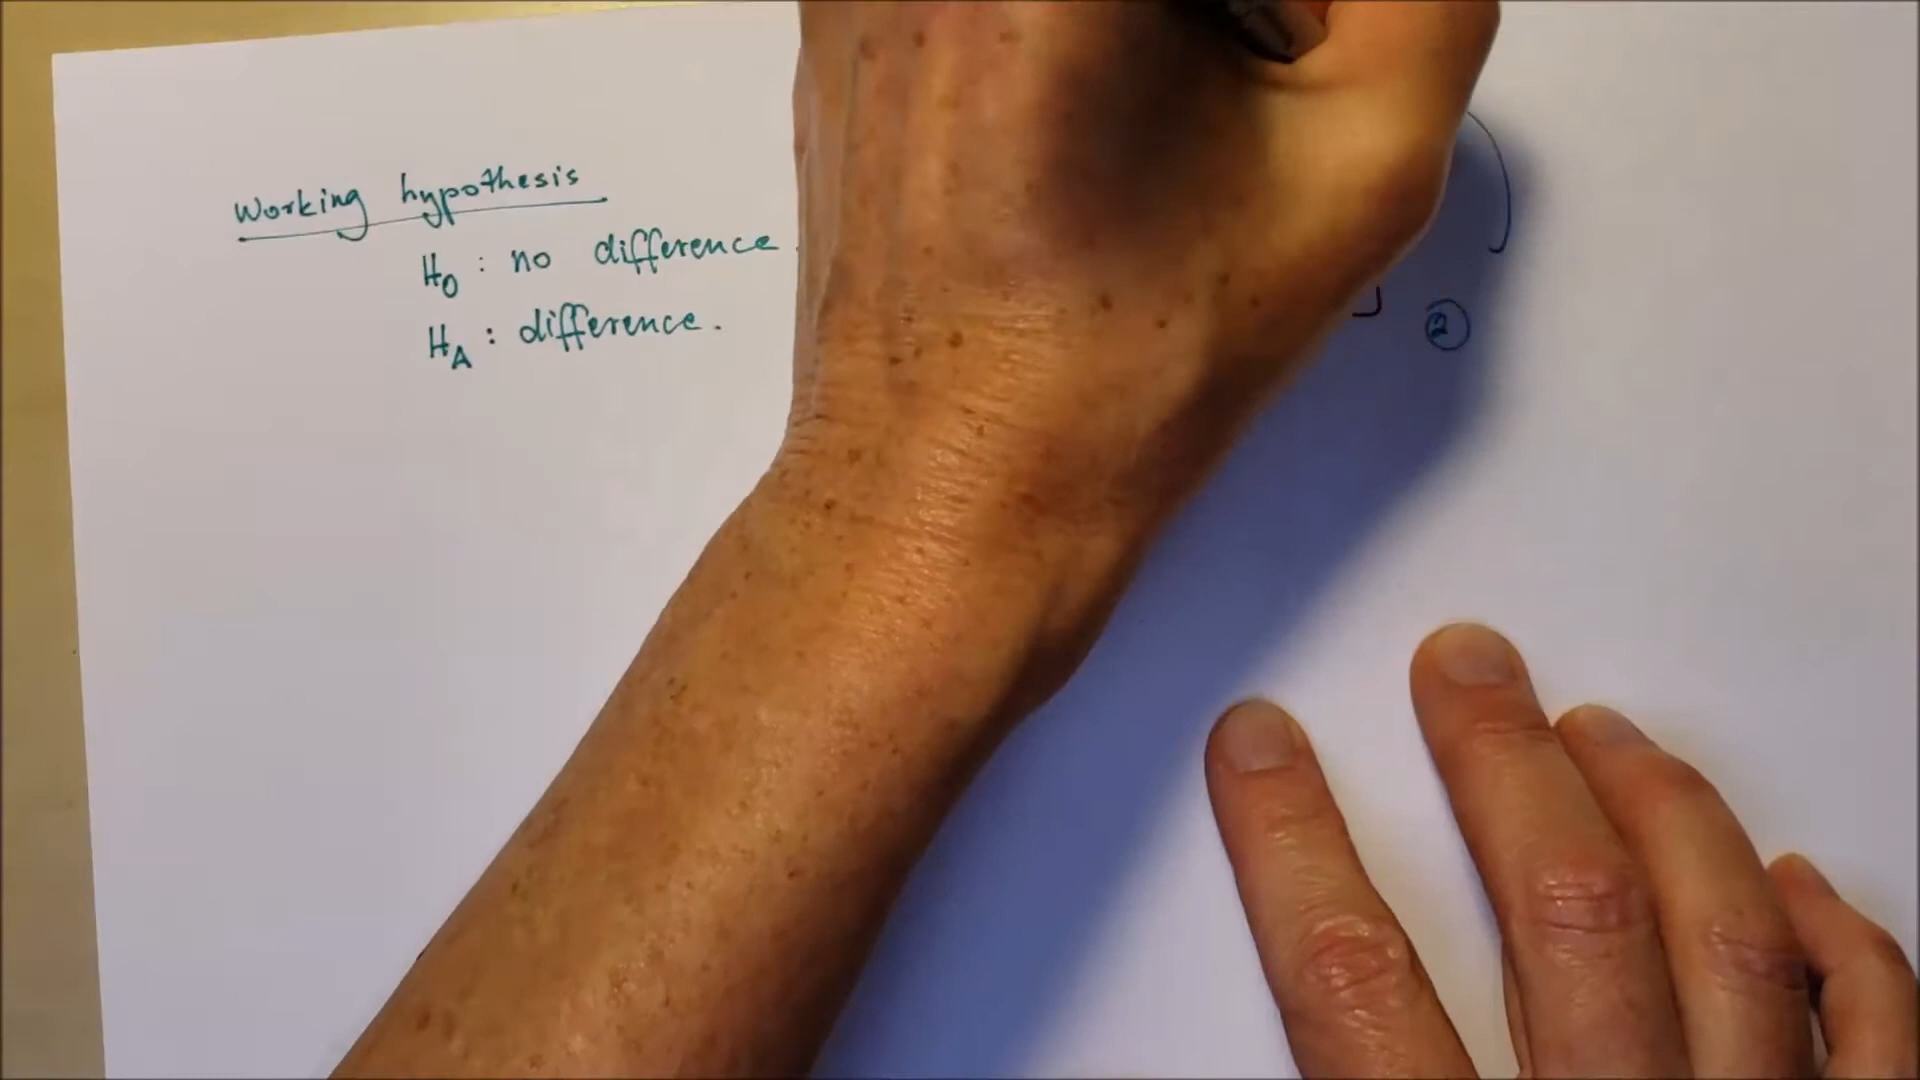 Working hypothesis
H0 : no difference.
HA : difference.
2